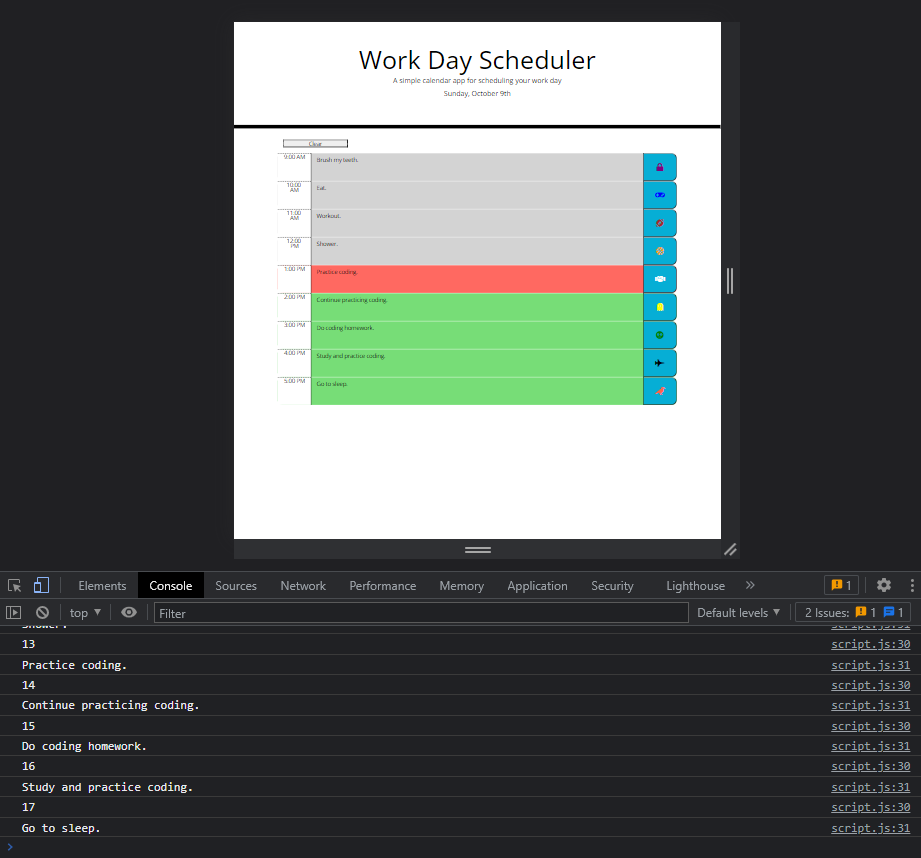 Work Day Scheduler
A simple calendar app for scheduling your work day
Sunday, October 9th
Clear
9:00 AM Brush my teeth.
10:00 AM Eat.
11:00 AM Workout.
12:00 PM Shower.
1:00 PM Practice coding.
2:00 PM Continue practicing coding.
3:00 PM Do coding homework.
4:00 PM Study and practice coding.
5:00 PM Go to sleep.
Elements Console Sources Network Performance Memory Application Security Lighthouse » 1
top ▼ Filter Default levels ▼ 2 Issues: 1 1
Shower. script.js:31
13 script.js:30
Practice coding. script.js:31
14 script.js:30
Continue practicing coding. script.js:31
15 script.js:30
Do coding homework. script.js:31
16 script.js:30
Study and practice coding. script.js:31
17 script.js:30
Go to sleep. script.js:31
>